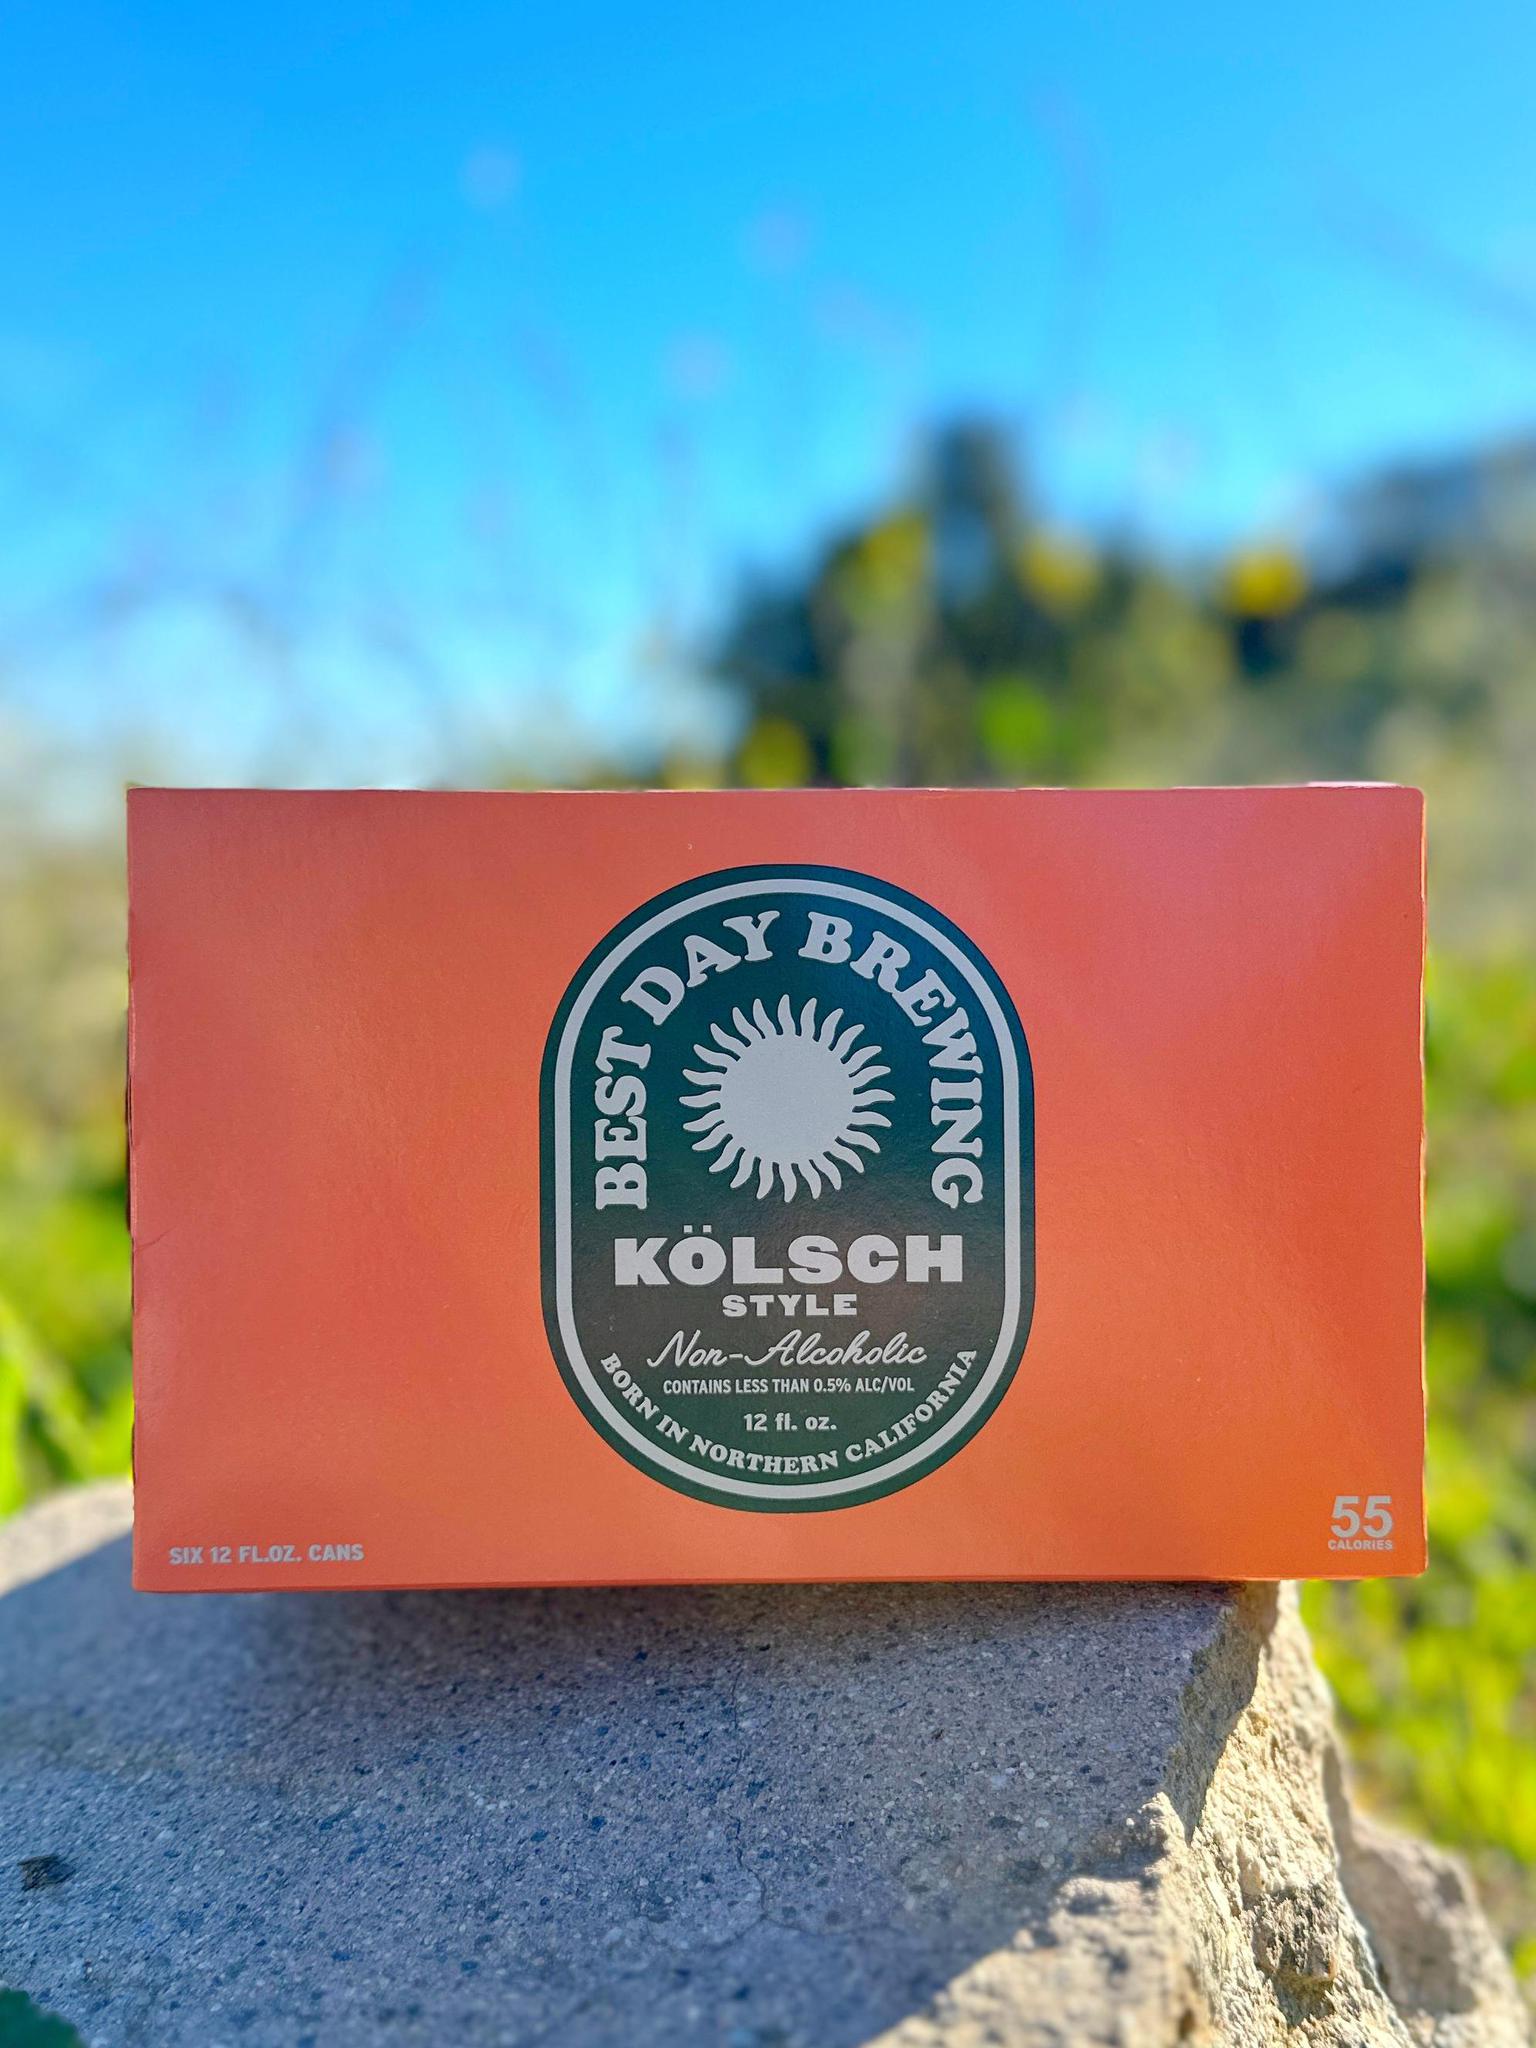 BEST DAY BREWING
KÖLSCH
STYLE
Non-Alcoholic
CONTAINS LESS THAN 0.5% ALC/VOL
12 fl. oz.
BORN IN NORTHERN CALIFORNIA
SIX 12 FL.OZ. CANS
55
CALORIES